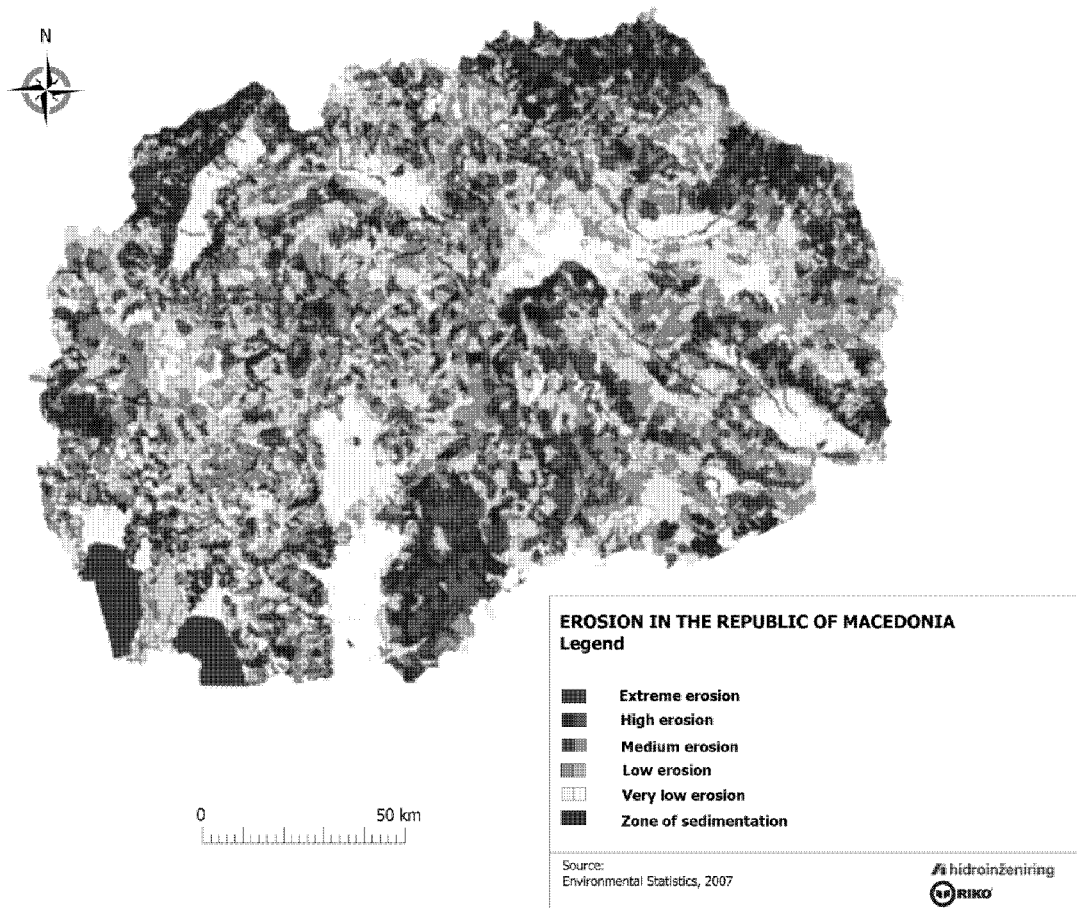 N
EROSION IN THE REPUBLIC OF MACEDONIA
Legend
Extreme erosion
High erosion
Medium erosion
Low erosion
Very low erosion
Zone of sedimentation
0 50 km
Source:
Environmental Statistics, 2007
hidroinženiring
RIKO